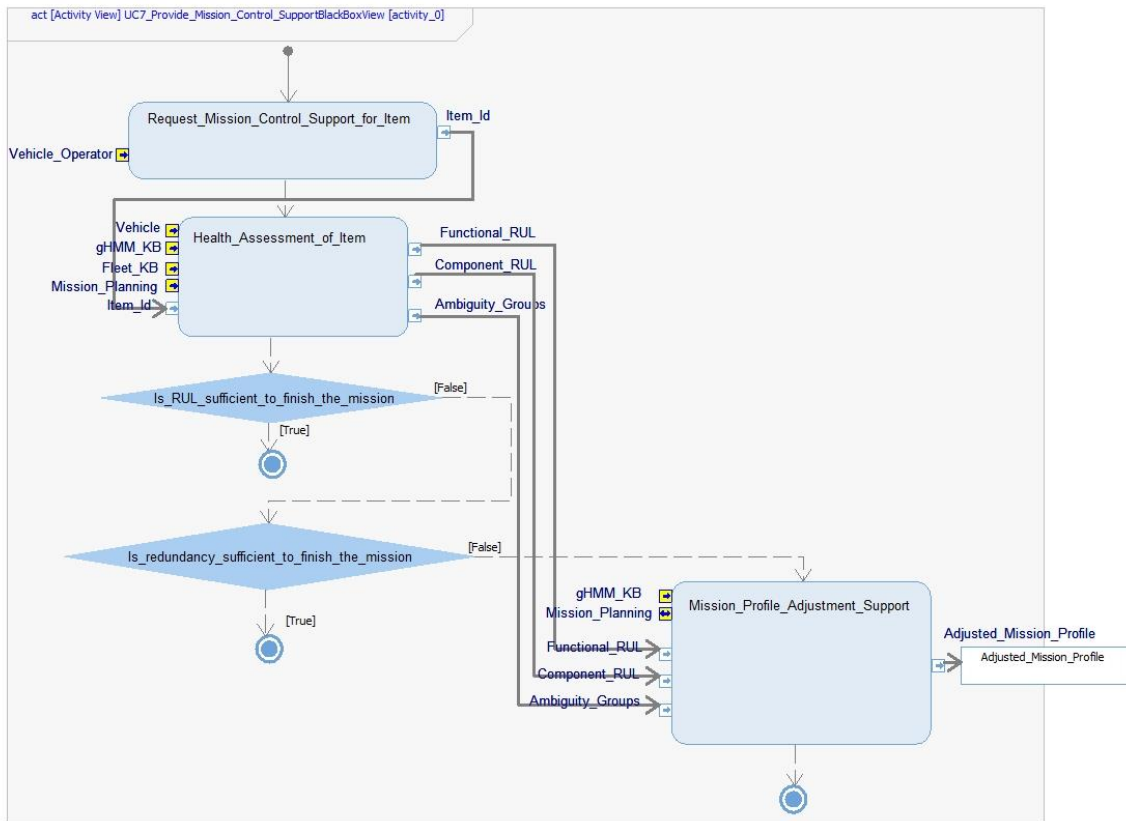 act [Activity View] UC7_Provide_Mission_Control_SupportBlackBoxView [activity_0]
Request_Mission_Control_Support_for_Item
Item_Id
Vehicle_Operator
Vehicle
gHMM_KB
Fleet_KB
Mission_Planning
Item_Id
Health_Assessment_of_Item
Functional_RUL
Component_RUL
Ambiguity_Groups
[False]
Is_RUL_sufficient_to_finish_the_mission
[True]
Is_redundancy_sufficient_to_finish_the_mission
[False]
[True]
gHMM_KB
Mission_Planning
Functional_RUL
Component_RUL
Ambiguity_Groups
Mission_Profile_Adjustment_Support
Adjusted_Mission_Profile
Adjusted_Mission_Profile